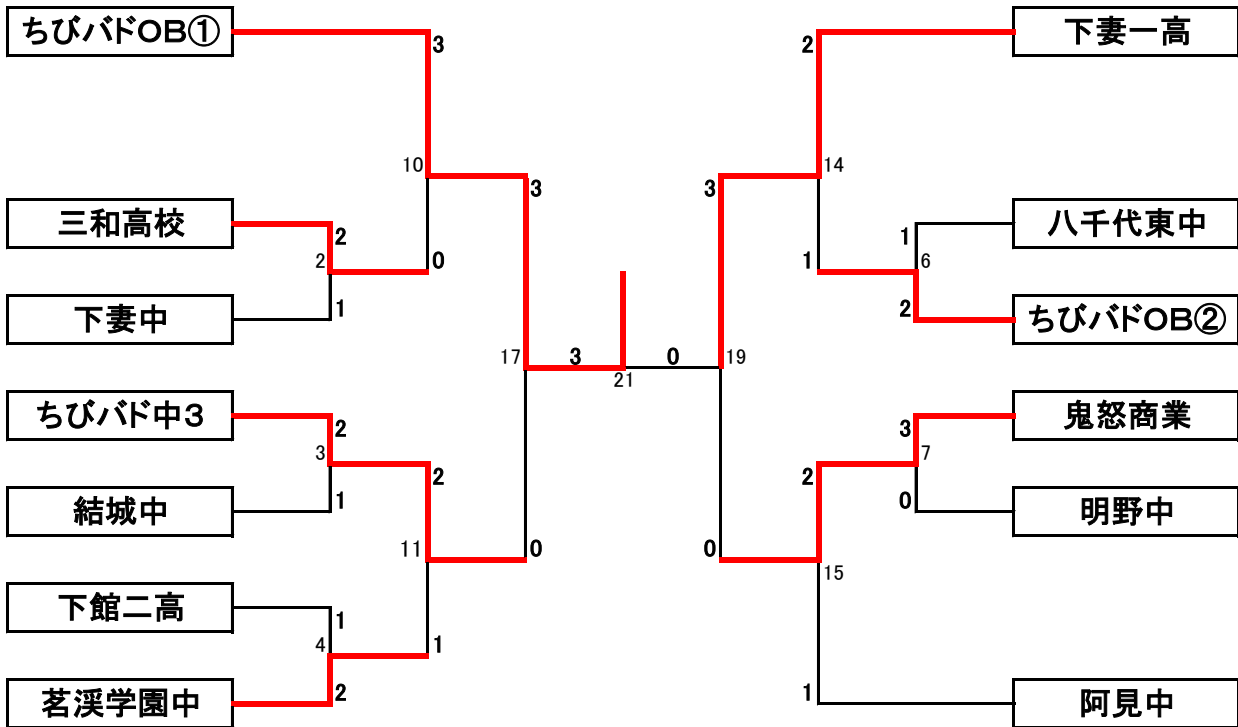 ちびバドOB①
3
2
下妻一高
10
14
3
3
三和高校
2
2
0
1
6
八千代東中
1
下妻中
1
2
ちびバドOB②
17
3
0
19
21
ちびバド中3
2
3
2
2
3
7
鬼怒商業
結城中
1
0
明野中
11
0
0
15
下館二高
1
4
1
茗溪学園中
2
1
阿見中